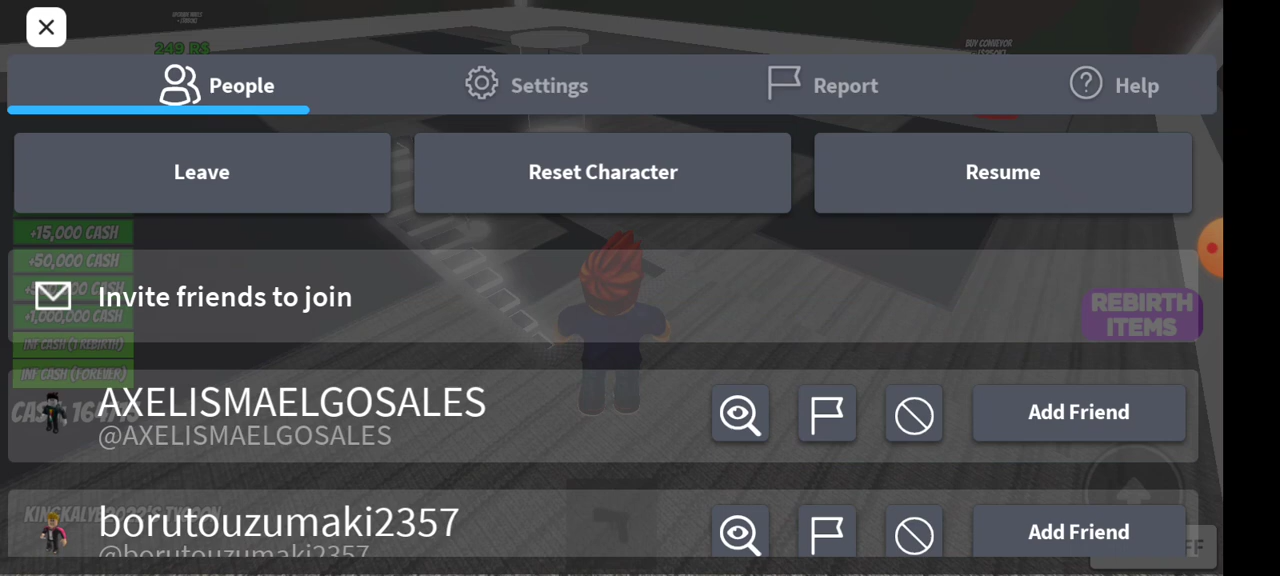 249 R$
BUY CONVEYOR
People
Settings
Report
Help
Leave
Reset Character
Resume
+15,000 CASH
+50,000 CASH
Invite friends to join
+1,000,000 CASH
INF CASH (1 REBIRTH)
INF CASH (FOREVER)
REBIRTH
ITEMS
AXELISMAELGOSALES
@AXELISMAELGOSALES
Add Friend
borutouzumaki2357
@borutouzumaki2357
Add Friend